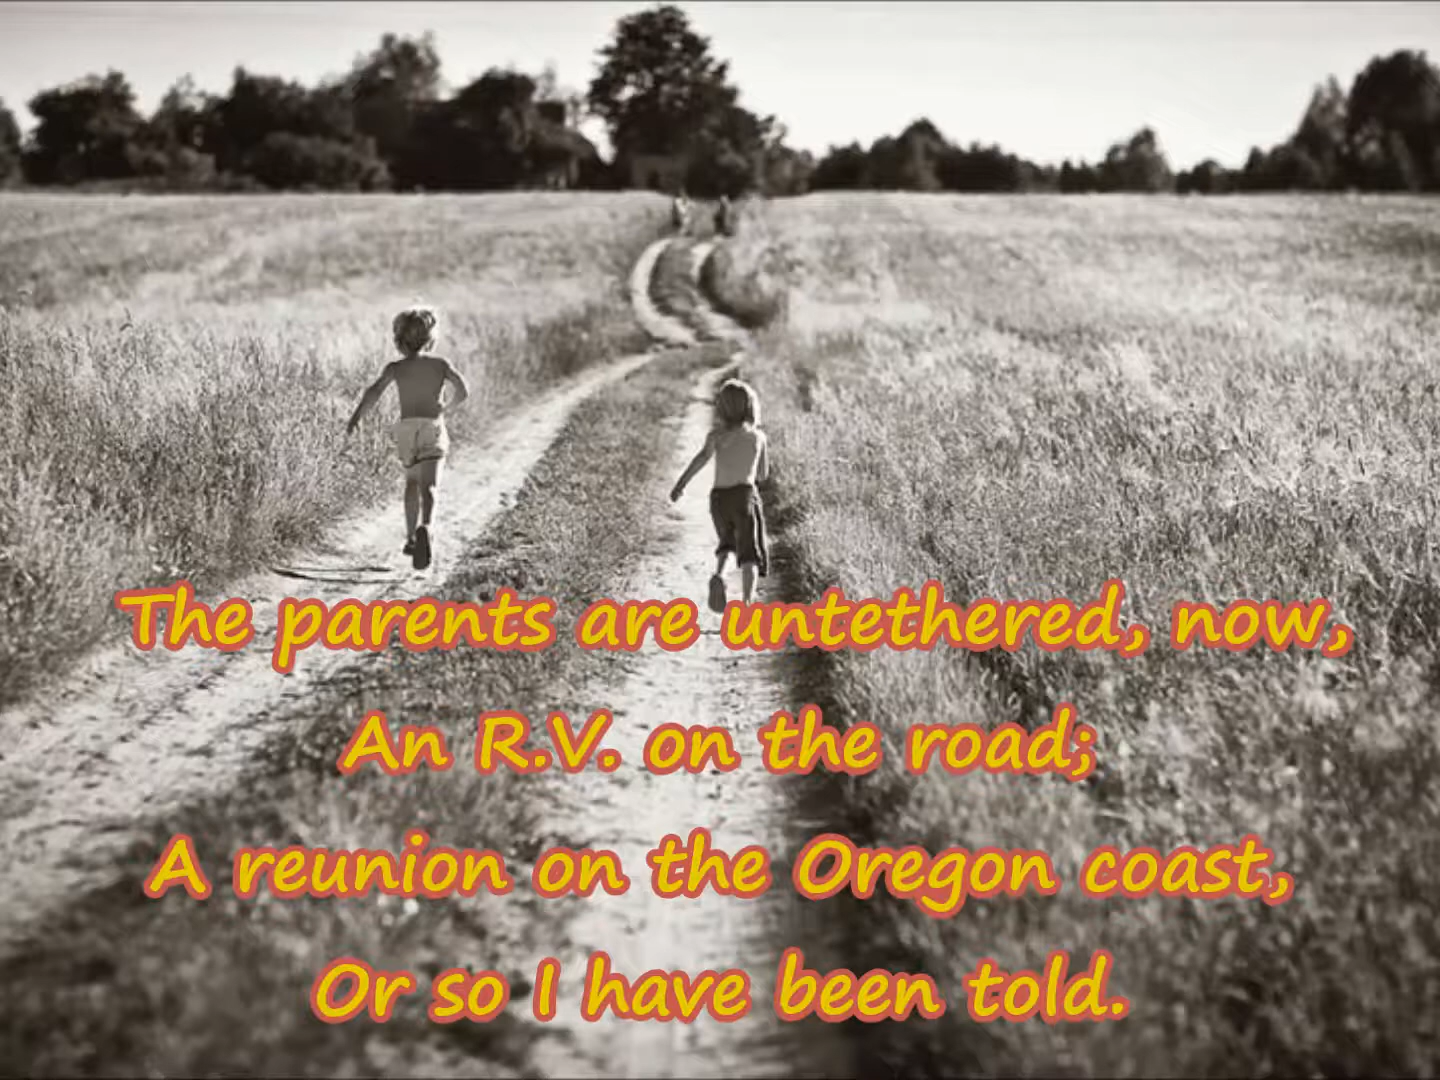 The parents are untethered, now,
An R.V. on the road;
A reunion on the Oregon coast,
Or so I have been told.